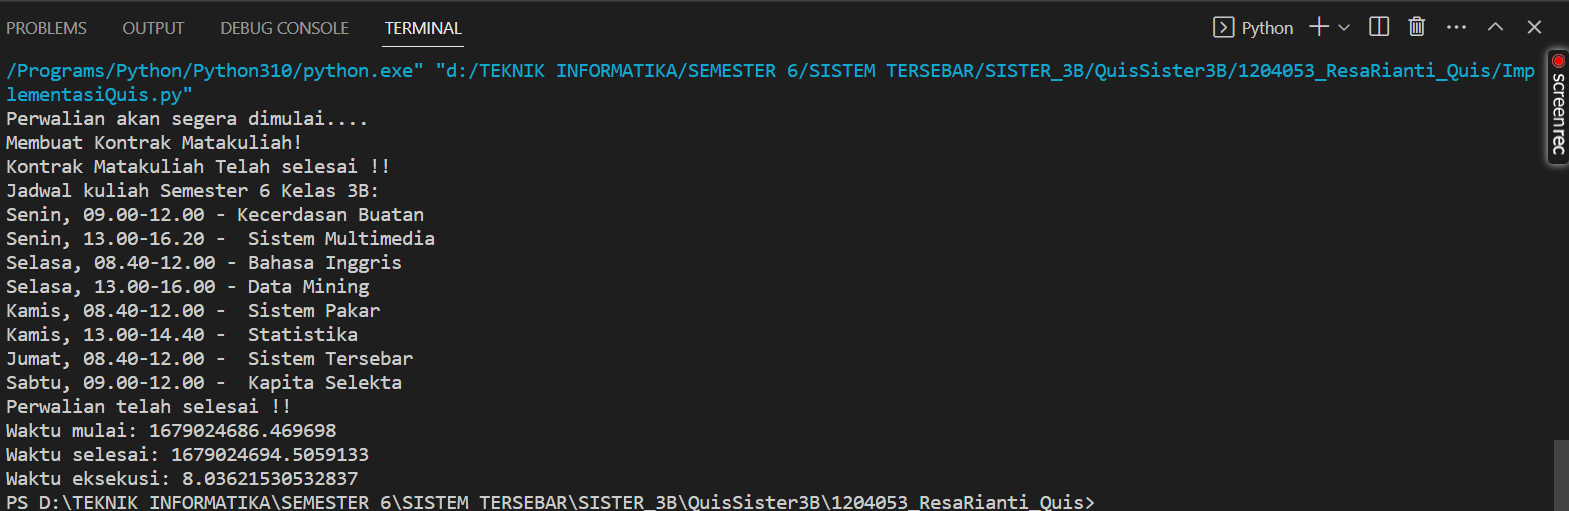 PROBLEMS OUTPUT DEBUG CONSOLE TERMINAL Python
/Programs/Python/Python310/python.exe" "d:/TEKNIK INFORMATIKA/SEMESTER 6/SISTEM TERSEBAR/SISTER_3B/QuisSister3B/1204053_ResaRianti_Quis/Imp
lementasiQuis.py"
Perwalian akan segera dimulai....
Membuat Kontrak Matakuliah!
Kontrak Matakuliah Telah selesai !!
Jadwal kuliah Semester 6 Kelas 3B:
Senin, 09.00-12.00 - Kecerdasan Buatan
Senin, 13.00-16.20 -  Sistem Multimedia
Selasa, 08.40-12.00 - Bahasa Inggris
Selasa, 13.00-16.00 - Data Mining
Kamis, 08.40-12.00 -  Sistem Pakar
Kamis, 13.00-14.40 -  Statistika
Jumat, 08.40-12.00 -  Sistem Tersebar
Sabtu, 09.00-12.00 -  Kapita Selekta
Perwalian telah selesai !!
Waktu mulai: 1679024686.469698
Waktu selesai: 1679024694.5059133
Waktu eksekusi: 8.03621530532837
PS D:\TEKNIK INFORMATIKA\SEMESTER 6\SISTEM TERSEBAR\SISTER_3B\QuisSister3B\1204053_ResaRianti_Quis>
screenrec